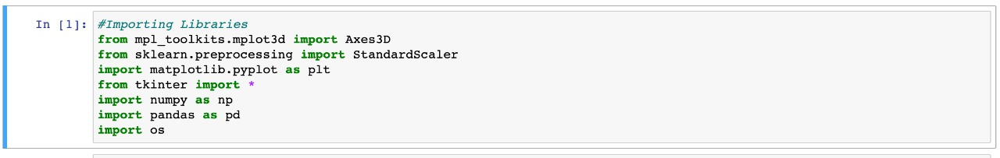 In [1]: #Importing Libraries
from mpl_toolkits.mplot3d import Axes3D
from sklearn.preprocessing import StandardScaler
import matplotlib.pyplot as plt
from tkinter import *
import numpy as np
import pandas as pd
import os